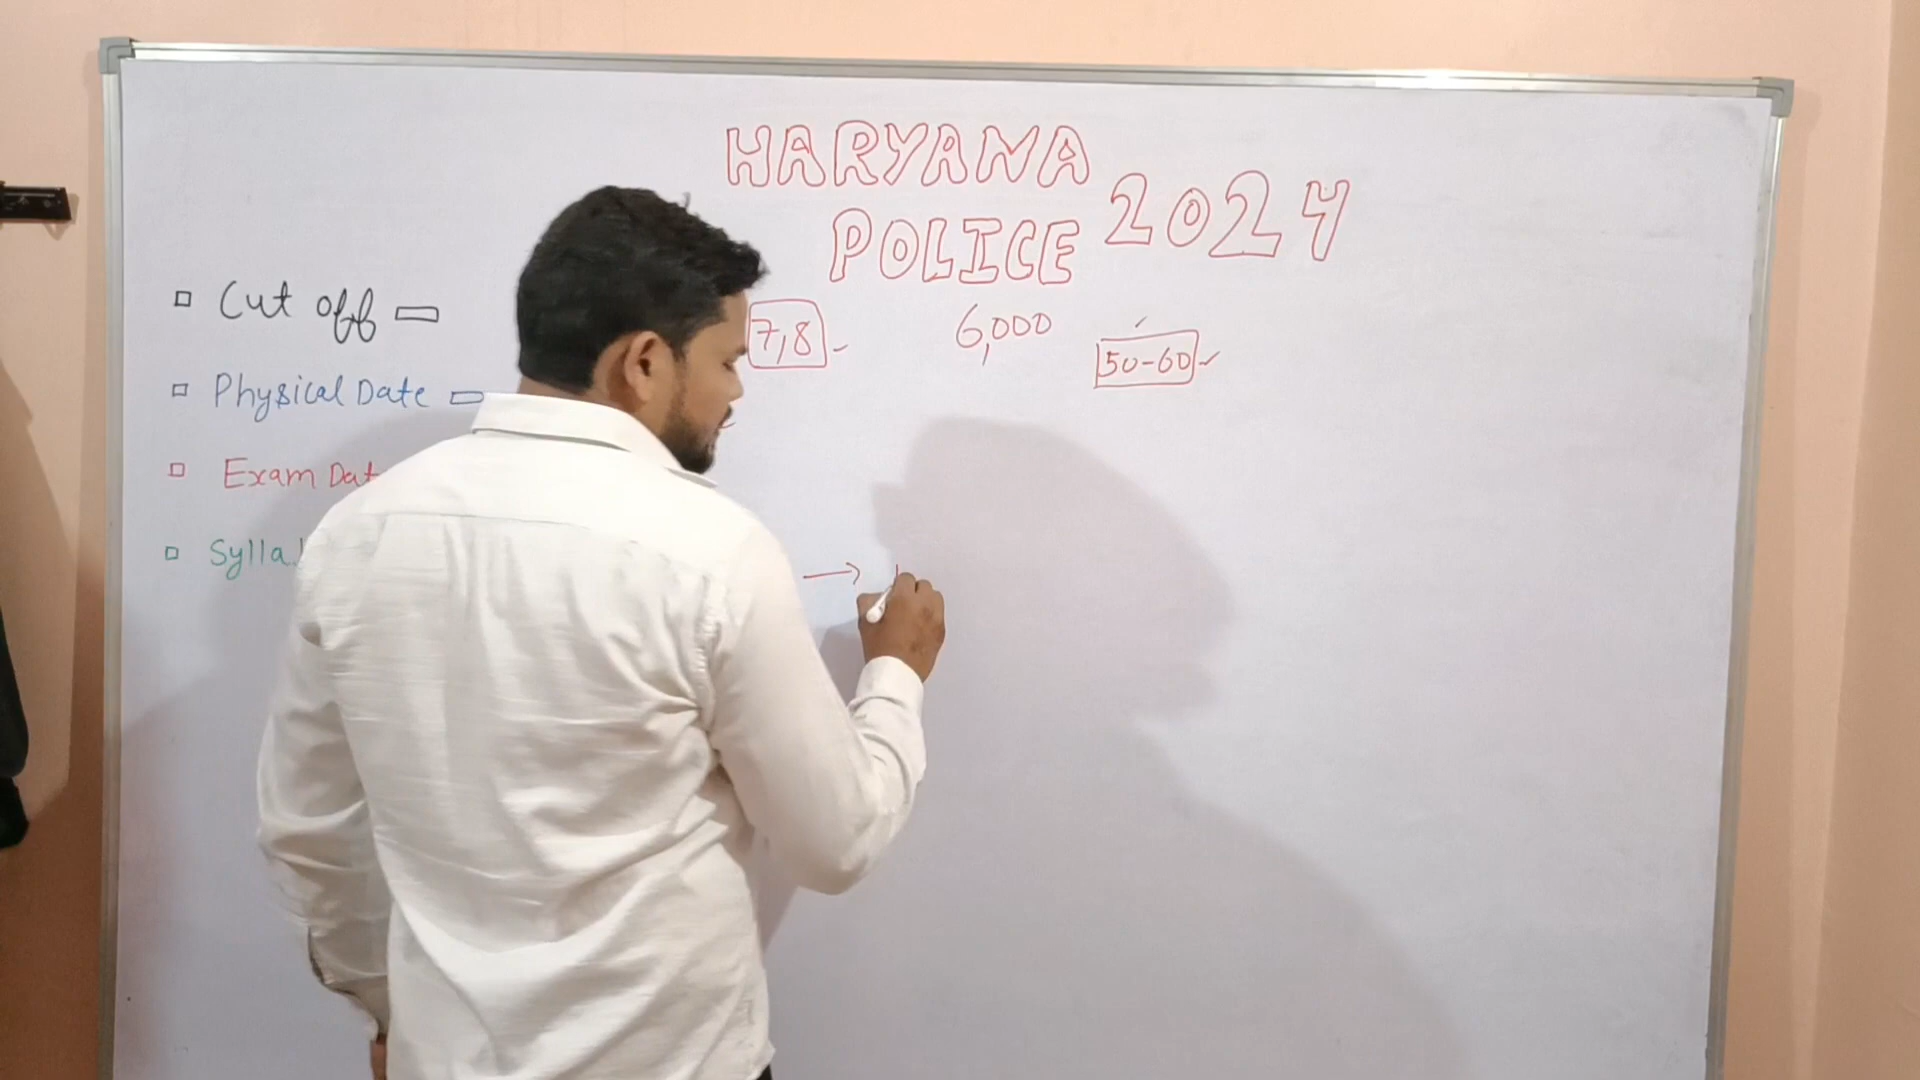 HARYANA
POLICE 2024
Cut off
7,8
6,000
50-60
Physical Date
Exam Dat
Sylla